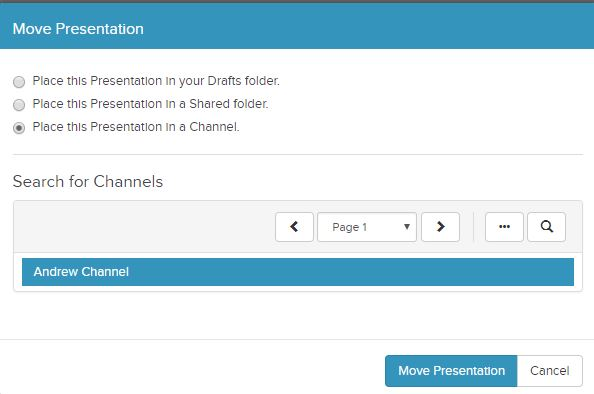 Move Presentation
Place this Presentation in your Drafts folder.
Place this Presentation in a Shared folder.
Place this Presentation in a Channel.
Search for Channels
Page 1
Andrew Channel
Move Presentation Cancel